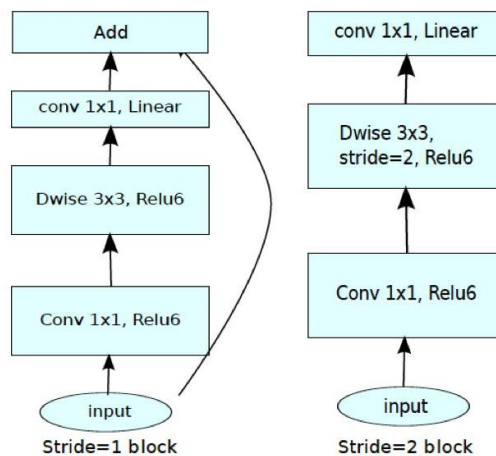 Add
conv 1x1, Linear
Dwise 3x3, Relu6
Conv 1x1, Relu6
input
Stride=1 block
conv 1x1, Linear
Dwise 3x3,
stride=2, Relu6
Conv 1x1, Relu6
input
Stride=2 block